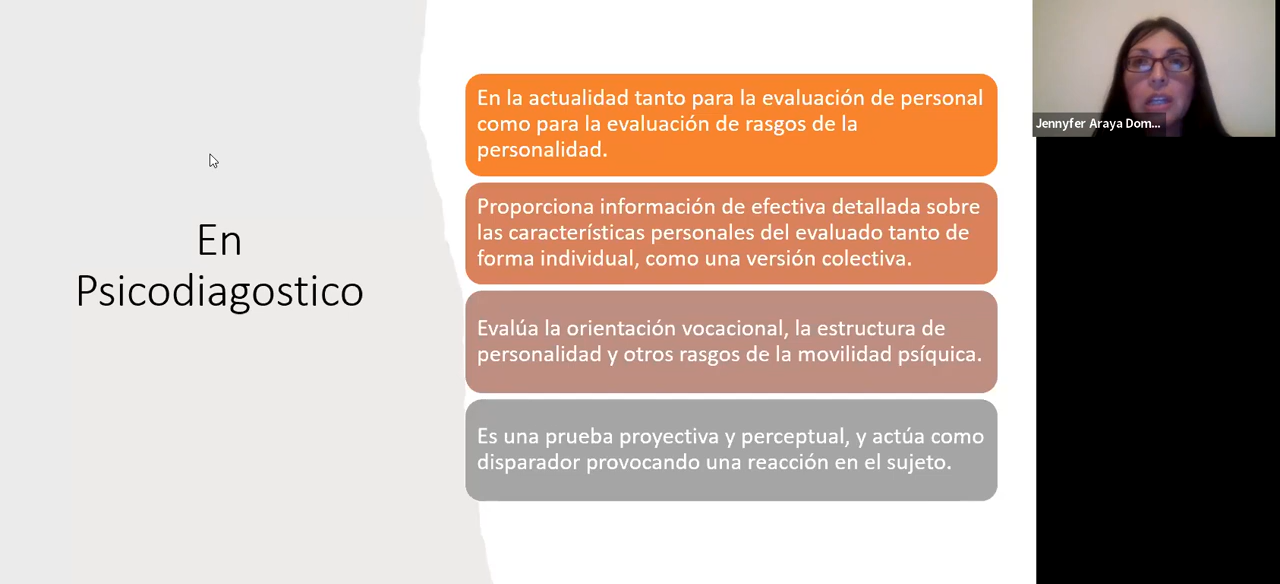 En
Psicodiagostico
En la actualidad tanto para la evaluación de personal
como para la evaluación de rasgos de la
personalidad.
Proporciona información de efectiva detallada sobre
las características personales del evaluado tanto de
forma individual, como una versión colectiva.
Evalúa la orientación vocacional, la estructura de
personalidad y otros rasgos de la movilidad psíquica.
Es una prueba proyectiva y perceptual, y actúa como
disparador provocando una reacción en el sujeto.
Jennyfer Araya Dom...